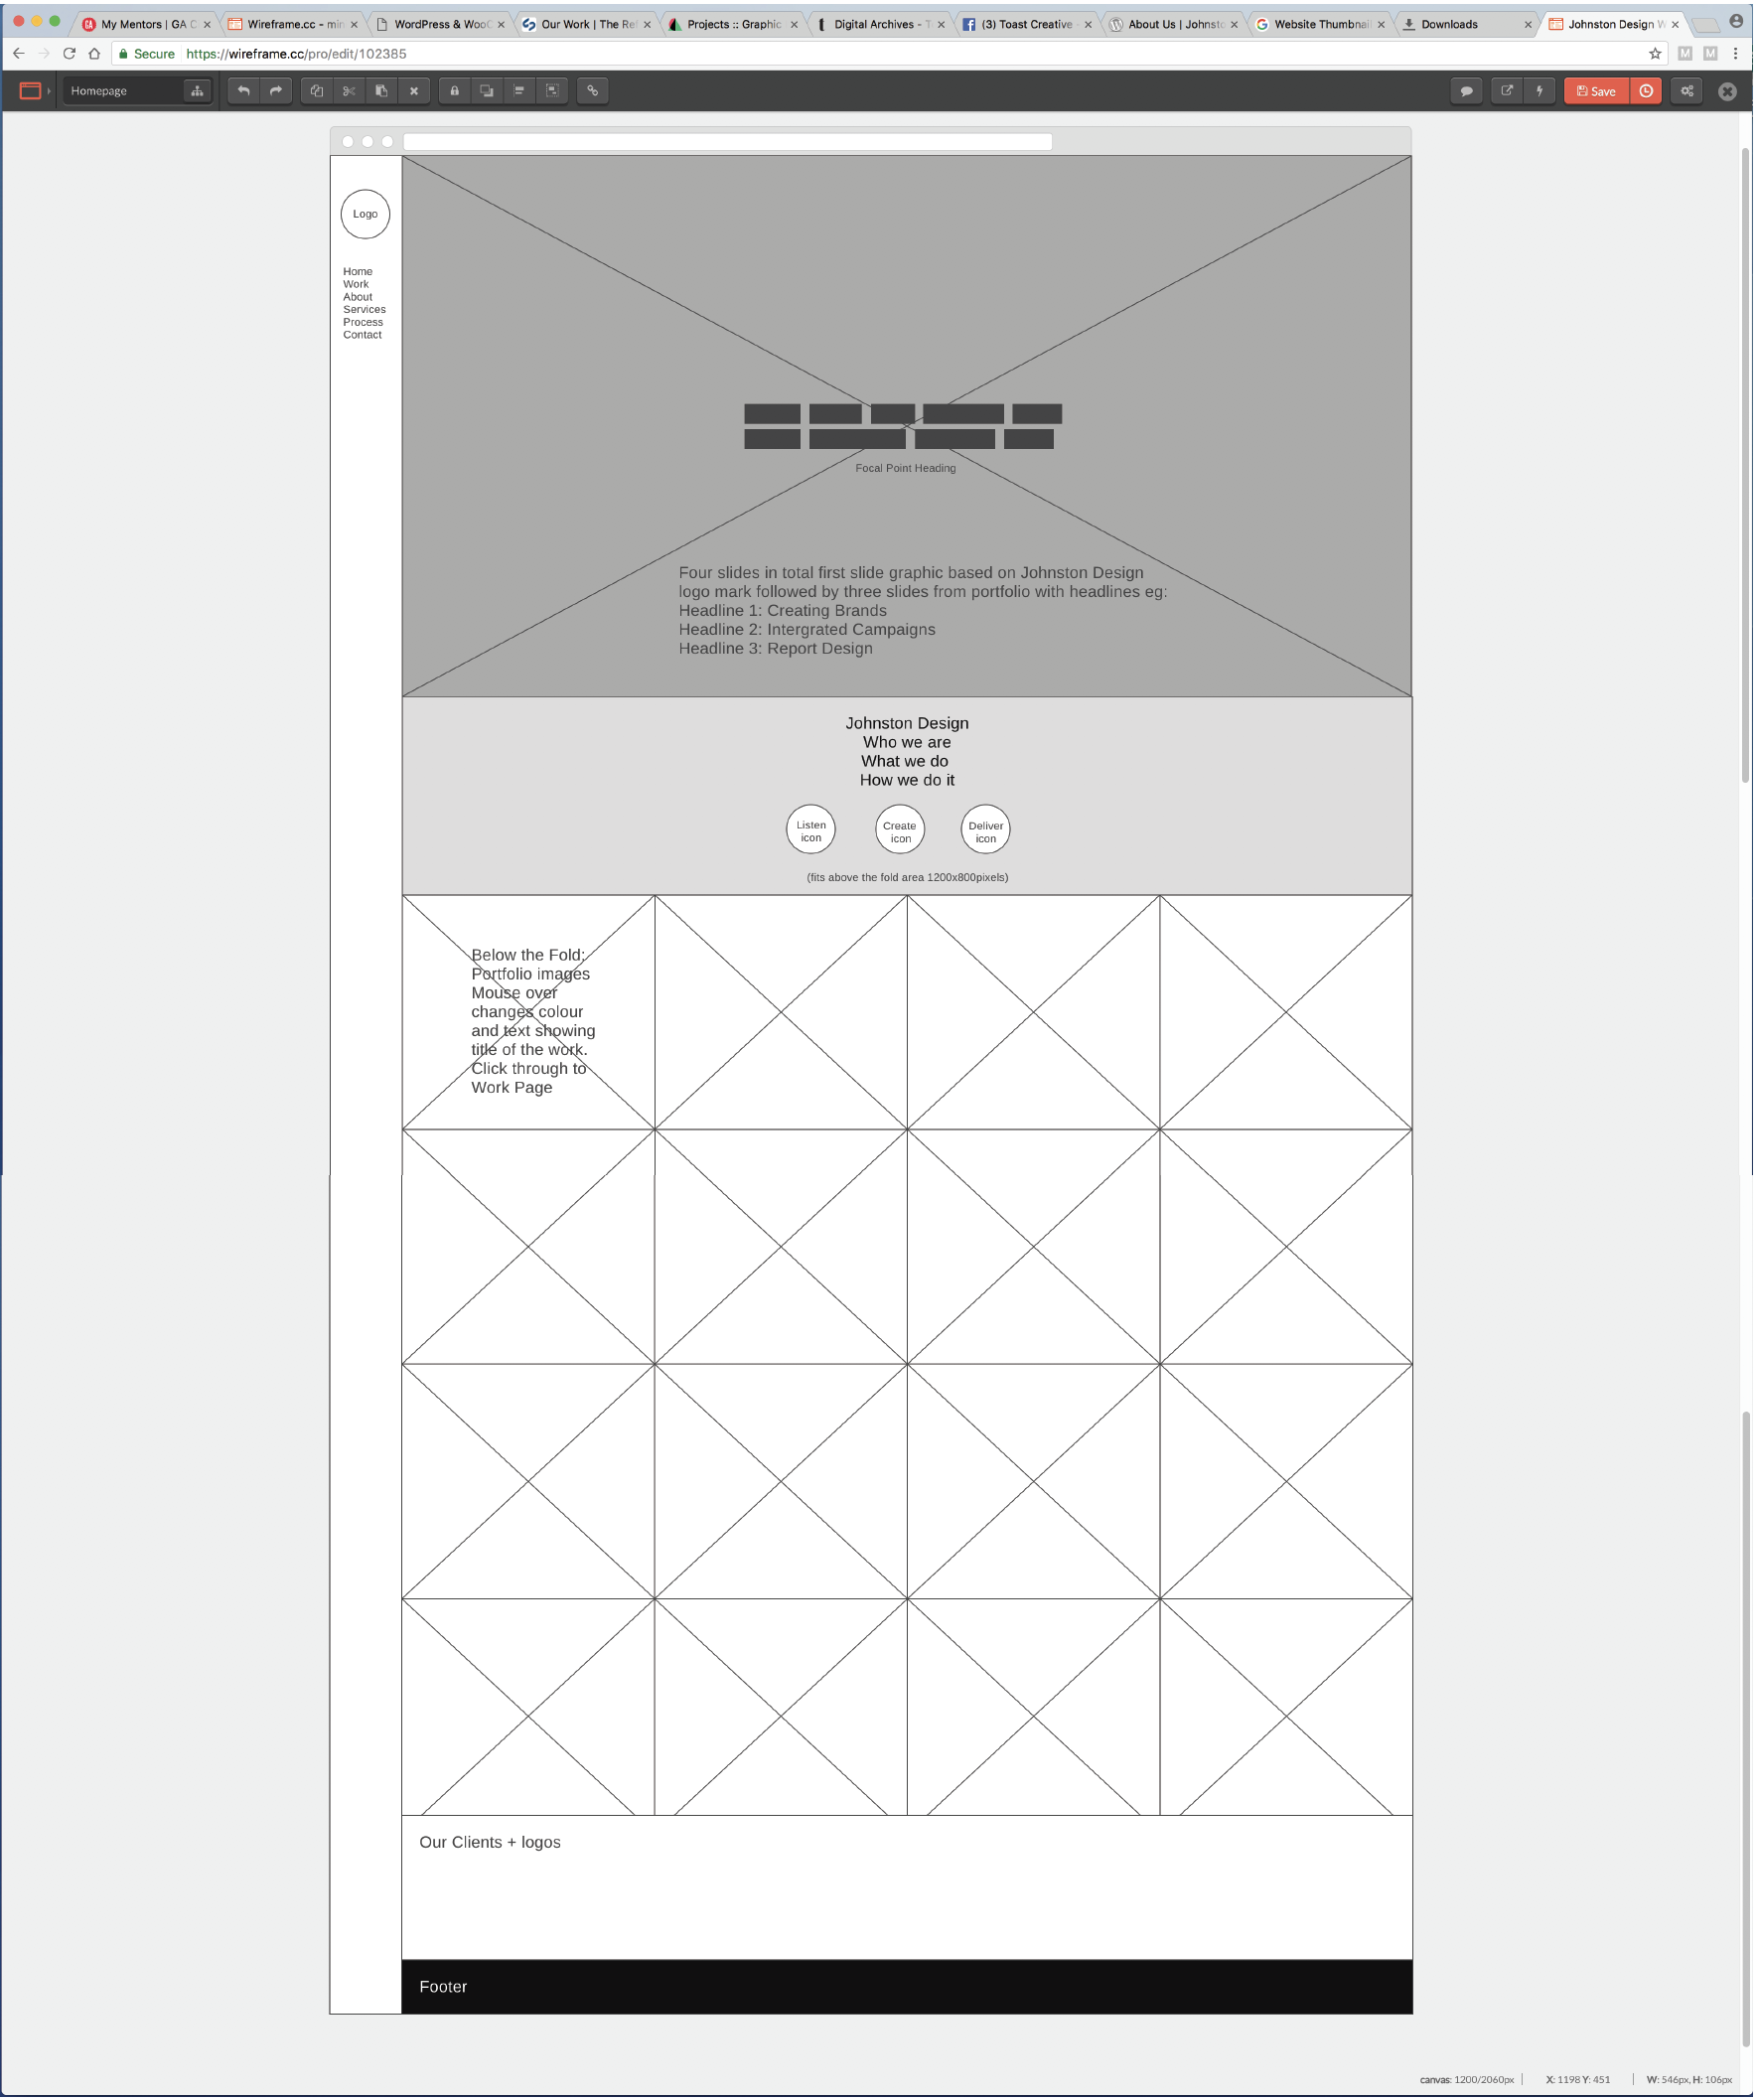 My Mentors | GA C
Wireframe.cc - min
WordPress & WooC
Our Work | The Re
Projects :: Graphic
Digital Archives - T
(3) Toast Creative -
About Us | Johnsto
Website Thumbnai
Downloads
Johnston Design W
Secure https://wireframe.cc/pro/edit/102385
Homepage
Save
Logo
Home
Work
About
Services
Process
Contact
Focal Point Heading
Four slides in total first slide graphic based on Johnston Design
logo mark followed by three slides from portfolio with headlines eg:
Headline 1: Creating Brands
Headline 2: Intergrated Campaigns
Headline 3: Report Design
Johnston Design
Who we are
What we do
How we do it
Listen
icon
Create
icon
Deliver
icon
(fits above the fold area 1200x800pixels)
Below the Fold:
Portfolio images
Mouse over
changes colour
and text showing
title of the work.
Click through to
Work Page
Our Clients + logos
Footer
canvas: 1200/2060px | X: 1198 Y: 451 | W: 546px, H: 106px